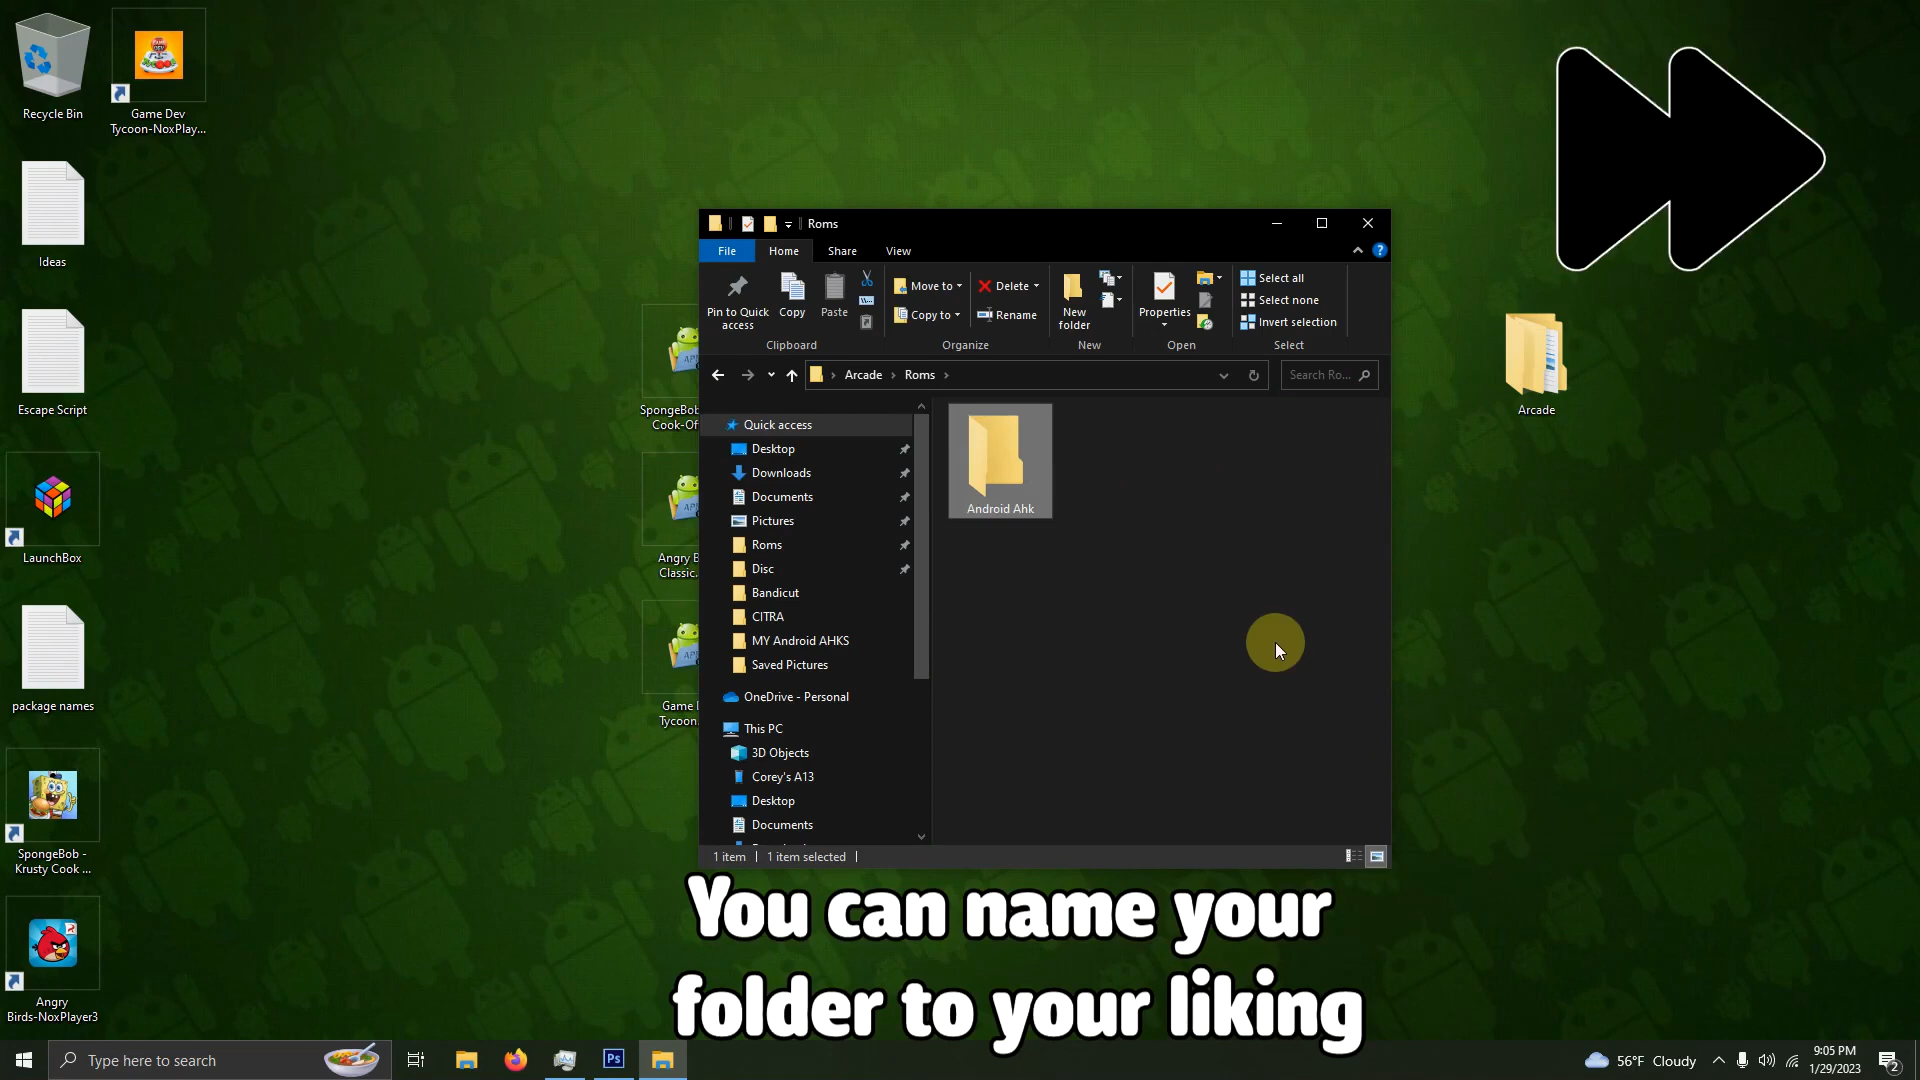 Recycle Bin
Game Dev
Tycoon-NoxPlay...
Ideas
Escape Script
LaunchBox
package names
SpongeBob -
Krusty Cook ...
Angry
Birds-NoxPlayer3
SpongeBob
Cook-Of
Angry B
Classic.
Game
Tycoon
Arcade
Roms
File
Home
Share
View
Pin to Quick
access
Copy
Paste
Clipboard
Move to
Copy to
Delete
Rename
Organize
New
folder
New
Properties
Open
Select all
Select none
Invert selection
Select
Arcade
Roms
Search Ro...
Quick access
Desktop
Downloads
Documents
Pictures
Roms
Disc
Bandicut
CITRA
MY Android AHKS
Saved Pictures
OneDrive - Personal
This PC
3D Objects
Corey's A13
Desktop
Documents
Android Ahk
1 item
1 item selected
You can name your
folder to your liking
Type here to search
Ps
56°F Cloudy
9:05 PM
1/29/2023
2